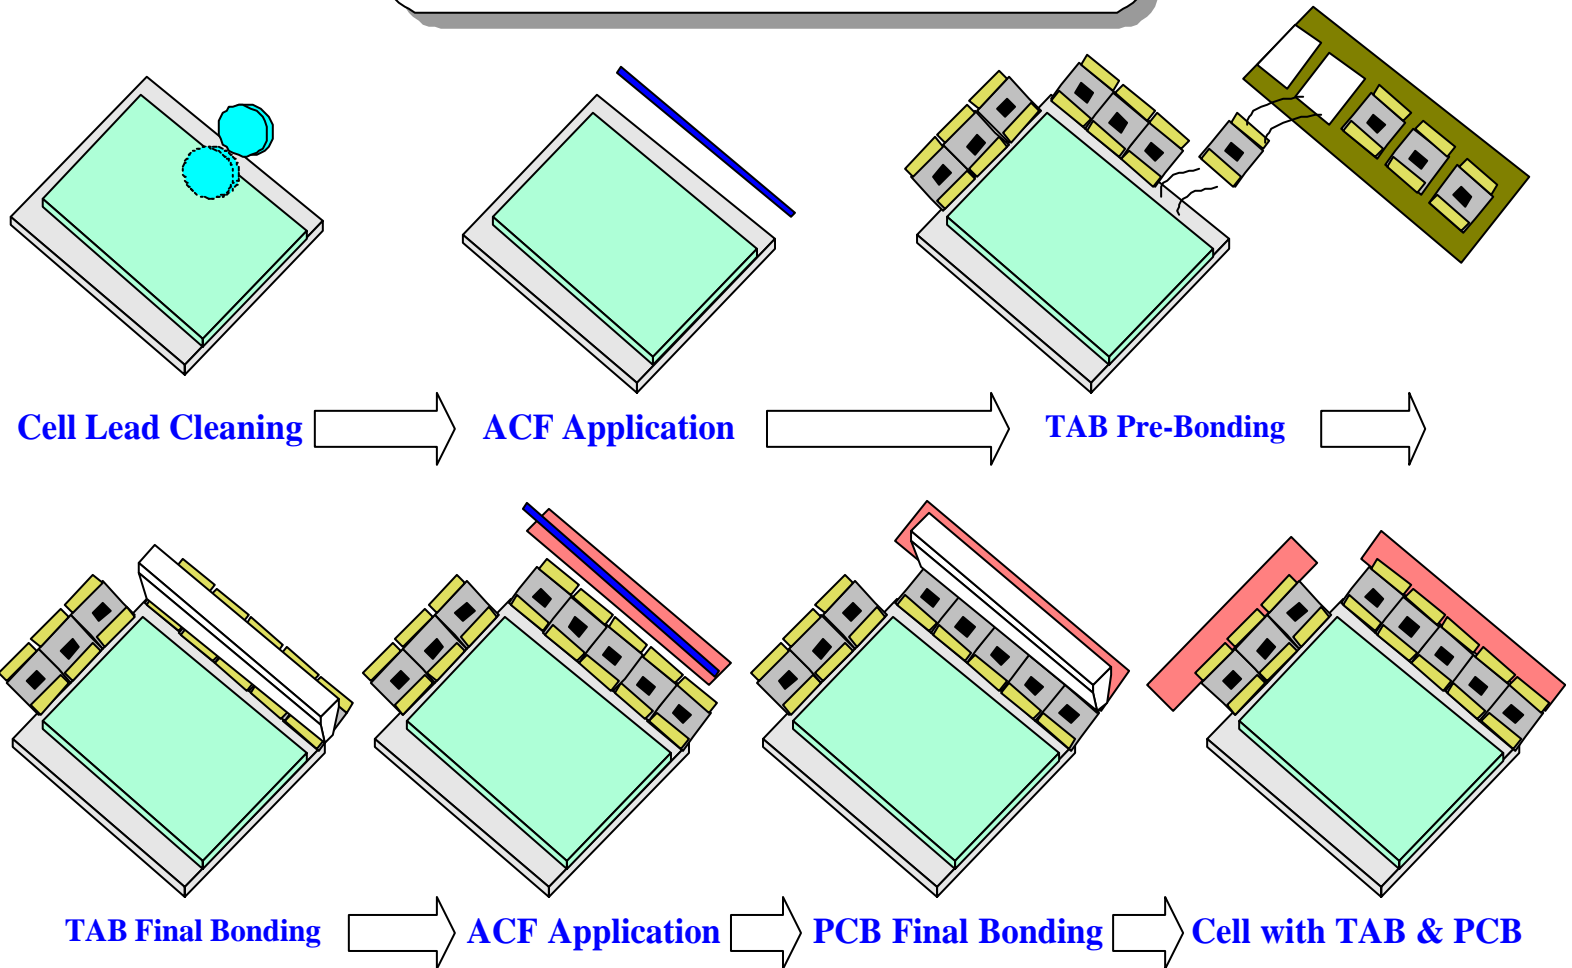 Cell Lead Cleaning
ACF Application
TAB Pre-Bonding
TAB Final Bonding
ACF Application
PCB Final Bonding
Cell with TAB & PCB